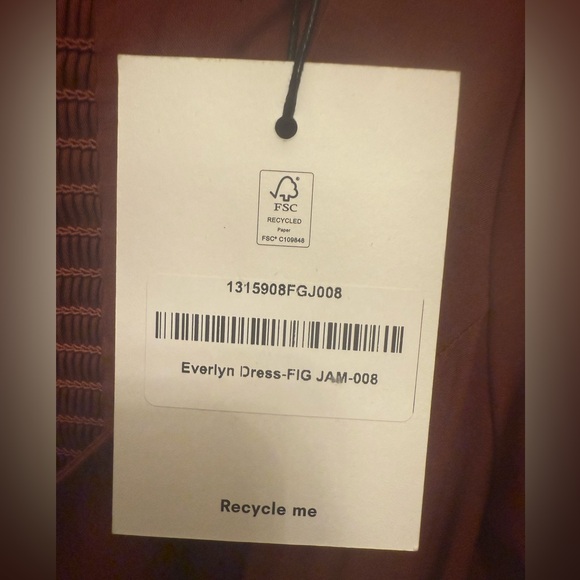 FSC®
RECYCLED
Paper
FSC® C109848
1315908FGJ008
Everlyn Dress-FIG JAM-008
Recycle me